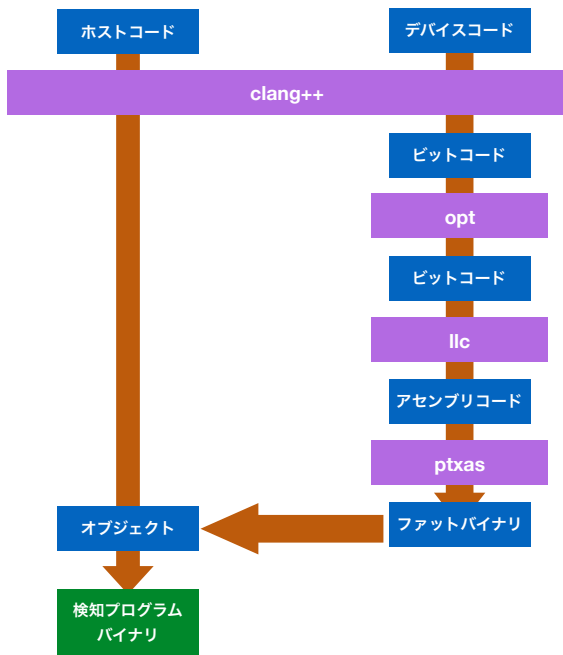 ホストコード
デバイスコード
clang++
ビットコード
opt
ビットコード
llc
アセンブリコード
ptxas
オブジェクト
ファットバイナリ
検知プログラム
バイナリ